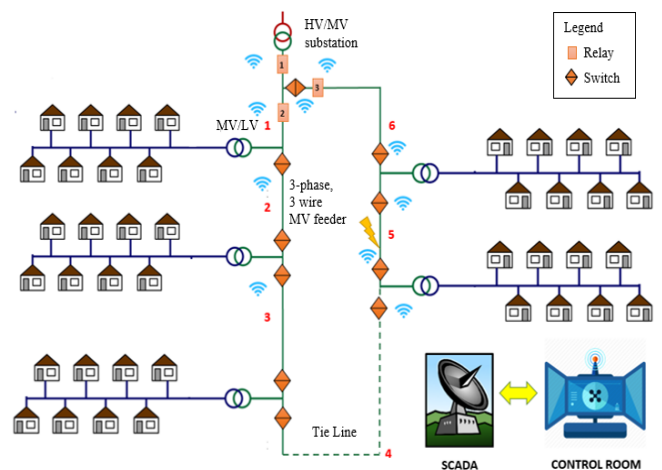 HV/MV
substation
Legend
Relay
Switch
1
3
2
MV/LV
1
6
3-phase,
3 wire
MV feeder
2
5
3
Tie Line
4
SCADA
CONTROL ROOM